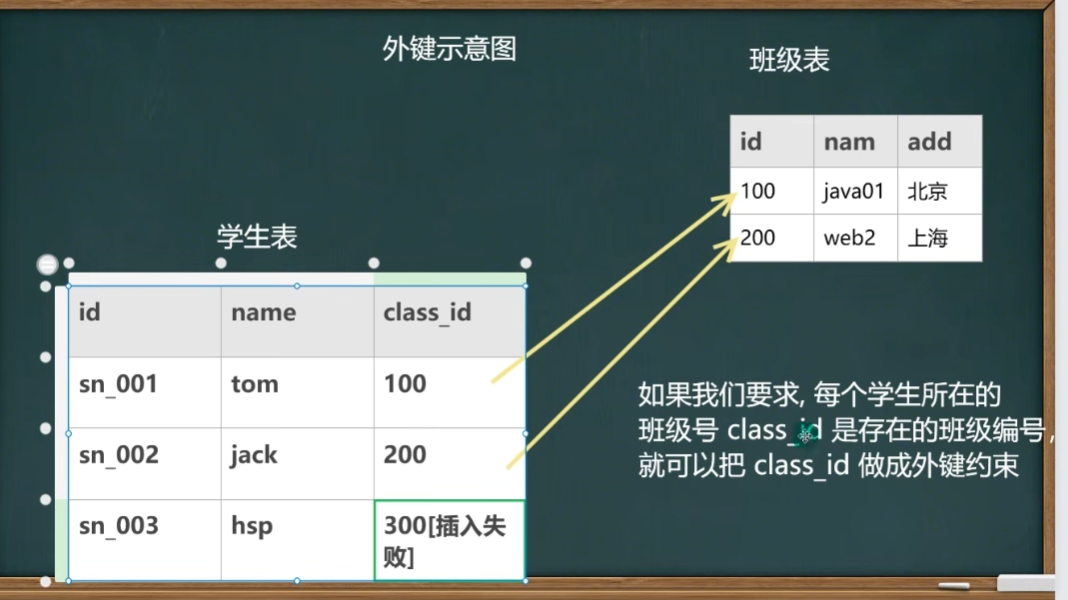 外键示意图
班级表
id nam add
100 java01 北京
200 web2 上海
学生表
id name class_id
sn_001 tom 100
sn_002 jack 200
sn_003 hsp 300[插入失
败]
如果我们要求, 每个学生所在的
班级号 class_id 是存在的班级编号,
就可以把 class_id 做成外键约束